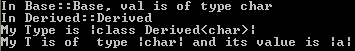 In Base::Base, val is of type char
In Derived::Derived
My Type is |class Derived<char>|
My T is of  type |char| and its value is |a|